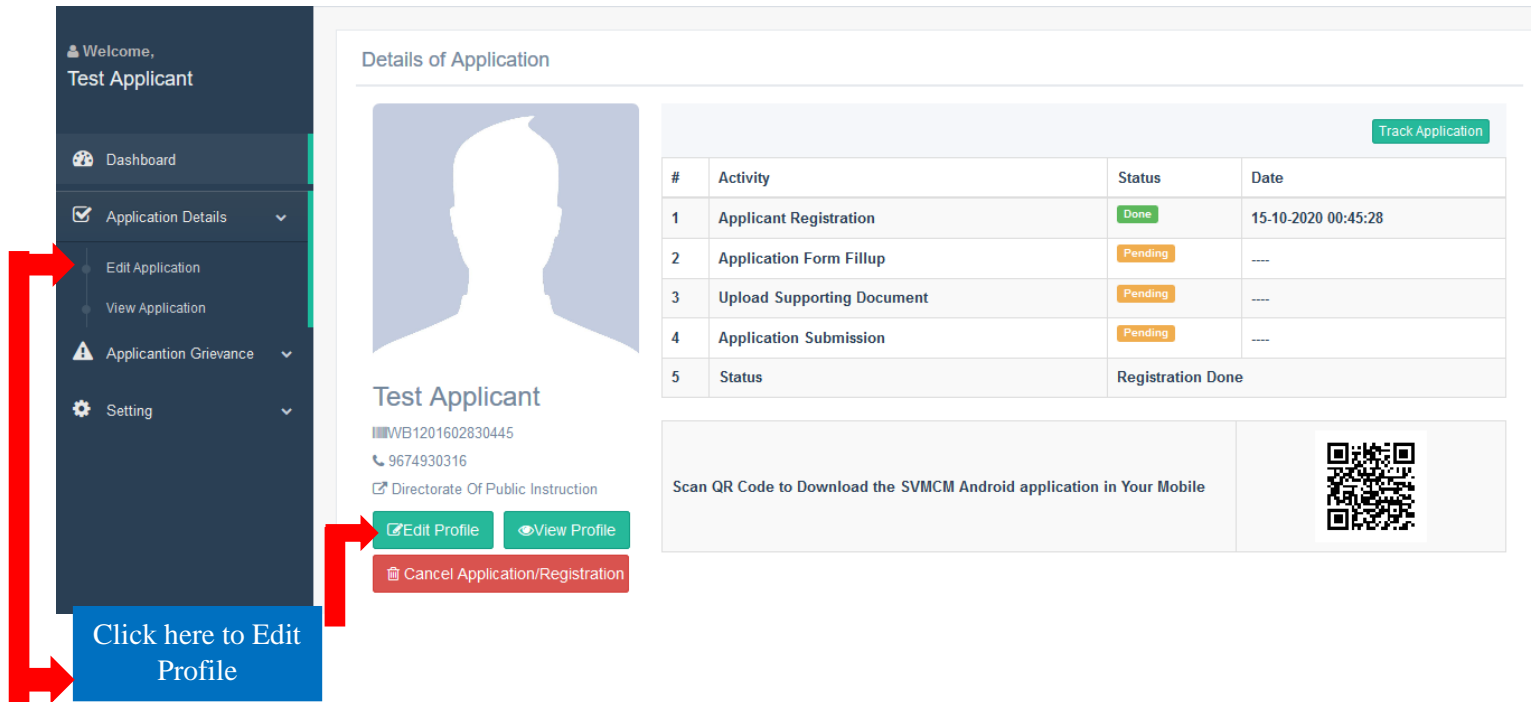 Welcome,
Test Applicant
Dashboard
Application Details
Edit Application
View Application
Applicantion Grievance
Setting
Click here to Edit
Profile
Details of Application
Test Applicant
WB1201602830445
9674930316
Directorate Of Public Instruction
Edit Profile View Profile
Cancel Application/Registration
Track Application
# Activity Status Date
1 Applicant Registration Done 15-10-2020 00:45:28
2 Application Form Fillup Pending ----
3 Upload Supporting Document Pending ----
4 Application Submission Pending ----
5 Status Registration Done
Scan QR Code to Download the SVMCM Android application in Your Mobile